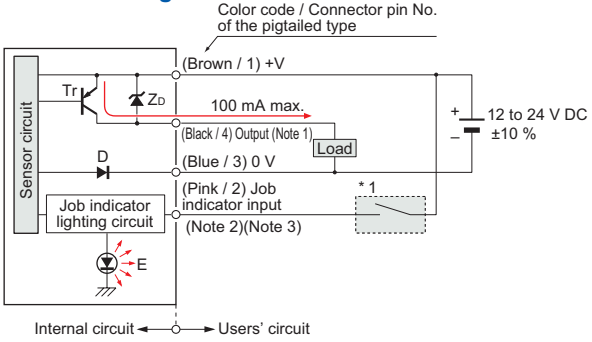 Color code / Connector pin No.
of the pigtailed type
(Brown / 1) +V
Tr
ZD
100 mA max.
+
12 to 24 V DC
–
±10 %
(Black / 4) Output (Note 1)
Load
Sensor circuit
D
(Blue / 3) 0 V
(Pink / 2) Job
indicator input
* 1
Job indicator
lighting circuit
(Note 2)(Note 3)
E
Internal circuit
Users' circuit